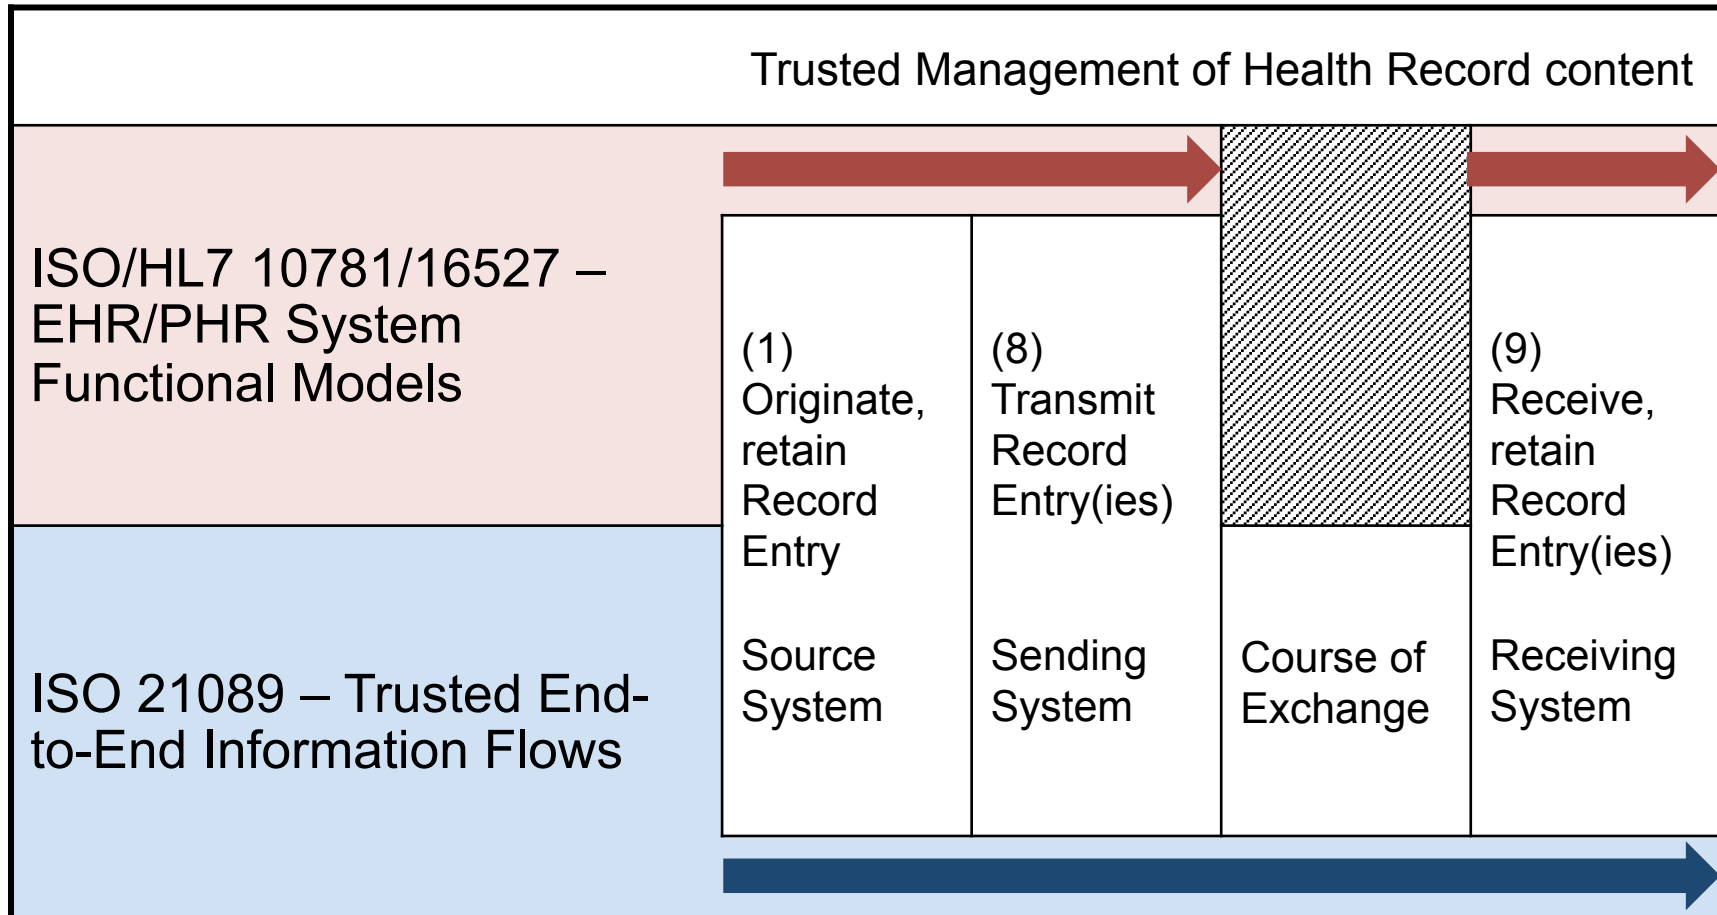 Trusted Management of Health Record content
ISO/HL7 10781/16527 –
EHR/PHR System
Functional Models
(1)
Originate,
retain
Record
Entry
Source
System
(8)
Transmit
Record
Entry(ies)
Sending
System
Course of
Exchange
(9)
Receive,
retain
Record
Entry(ies)
Receiving
System
ISO 21089 – Trusted End-
to-End Information Flows